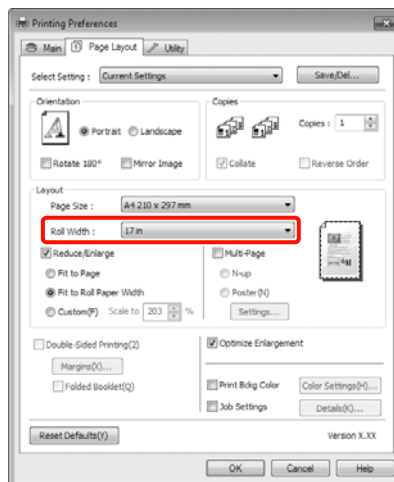 Printing Preferences
Main Page Layout Utility
Select Setting : Current Settings Save/Del...
Orientation Copies
Portrait Landscape Copies : 1
Rotate 180° Mirror Image Collate Reverse Order
Layout
Page Size : A4 210 x 297 mm
Roll Width : 17 in
Reduce/Enlarge Multi-Page
Fit to Page N-up
Fit to Roll Paper Width Poster(N)
Custom(F) Scale to 203 % Settings...
Double-Sided Printing(2) Optimize Enlargement
Margins(X)...
Folded Booklet(Q) Print Bckg Color Color Settings(H)...
Job Settings Details(K)...
Reset Defaults(Y) Version X.XX
OK Cancel Help